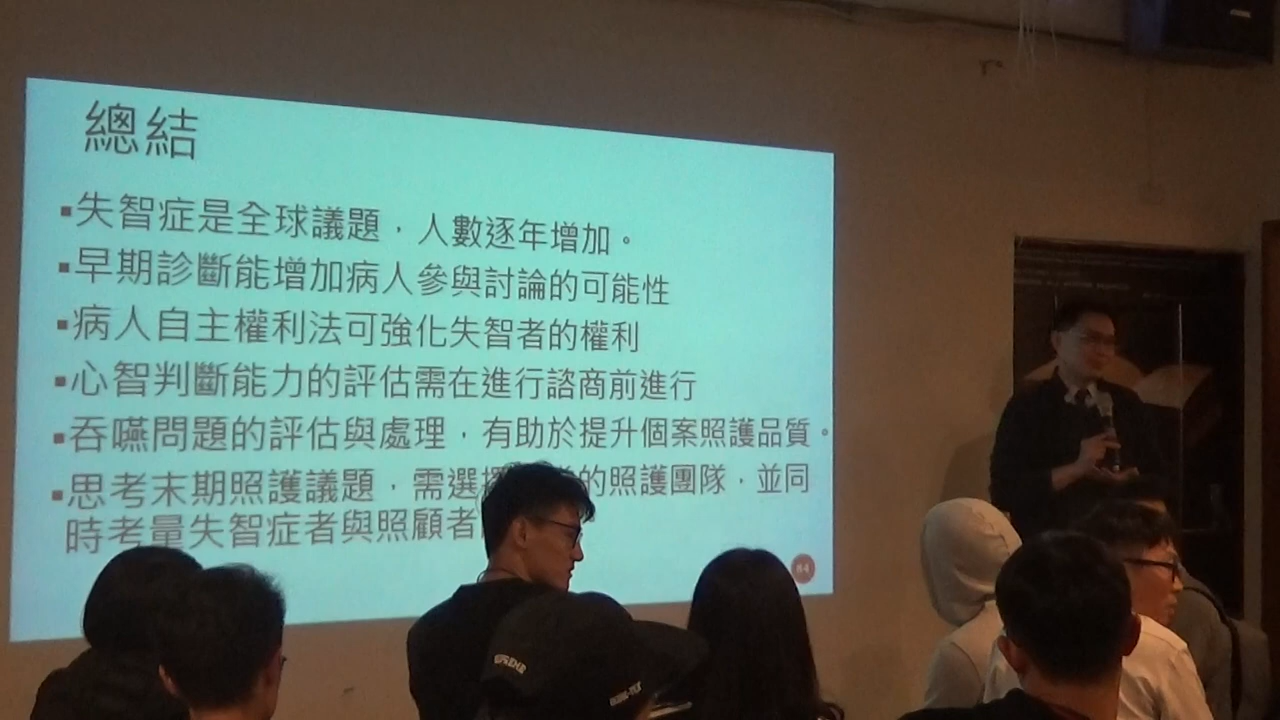 總結
▪失智症是全球議題，人數逐年增加。
▪早期診斷能增加病人參與討論的可能性
▪病人自主權利法可強化失智者的權利
▪心智判斷能力的評估需在進行諮商前進行
▪吞嚥問題的評估與處理，有助於提升個案照護品質。
▪思考末期照護議題，需選擇的照護團隊，並同
時考量失智症者與照顧者